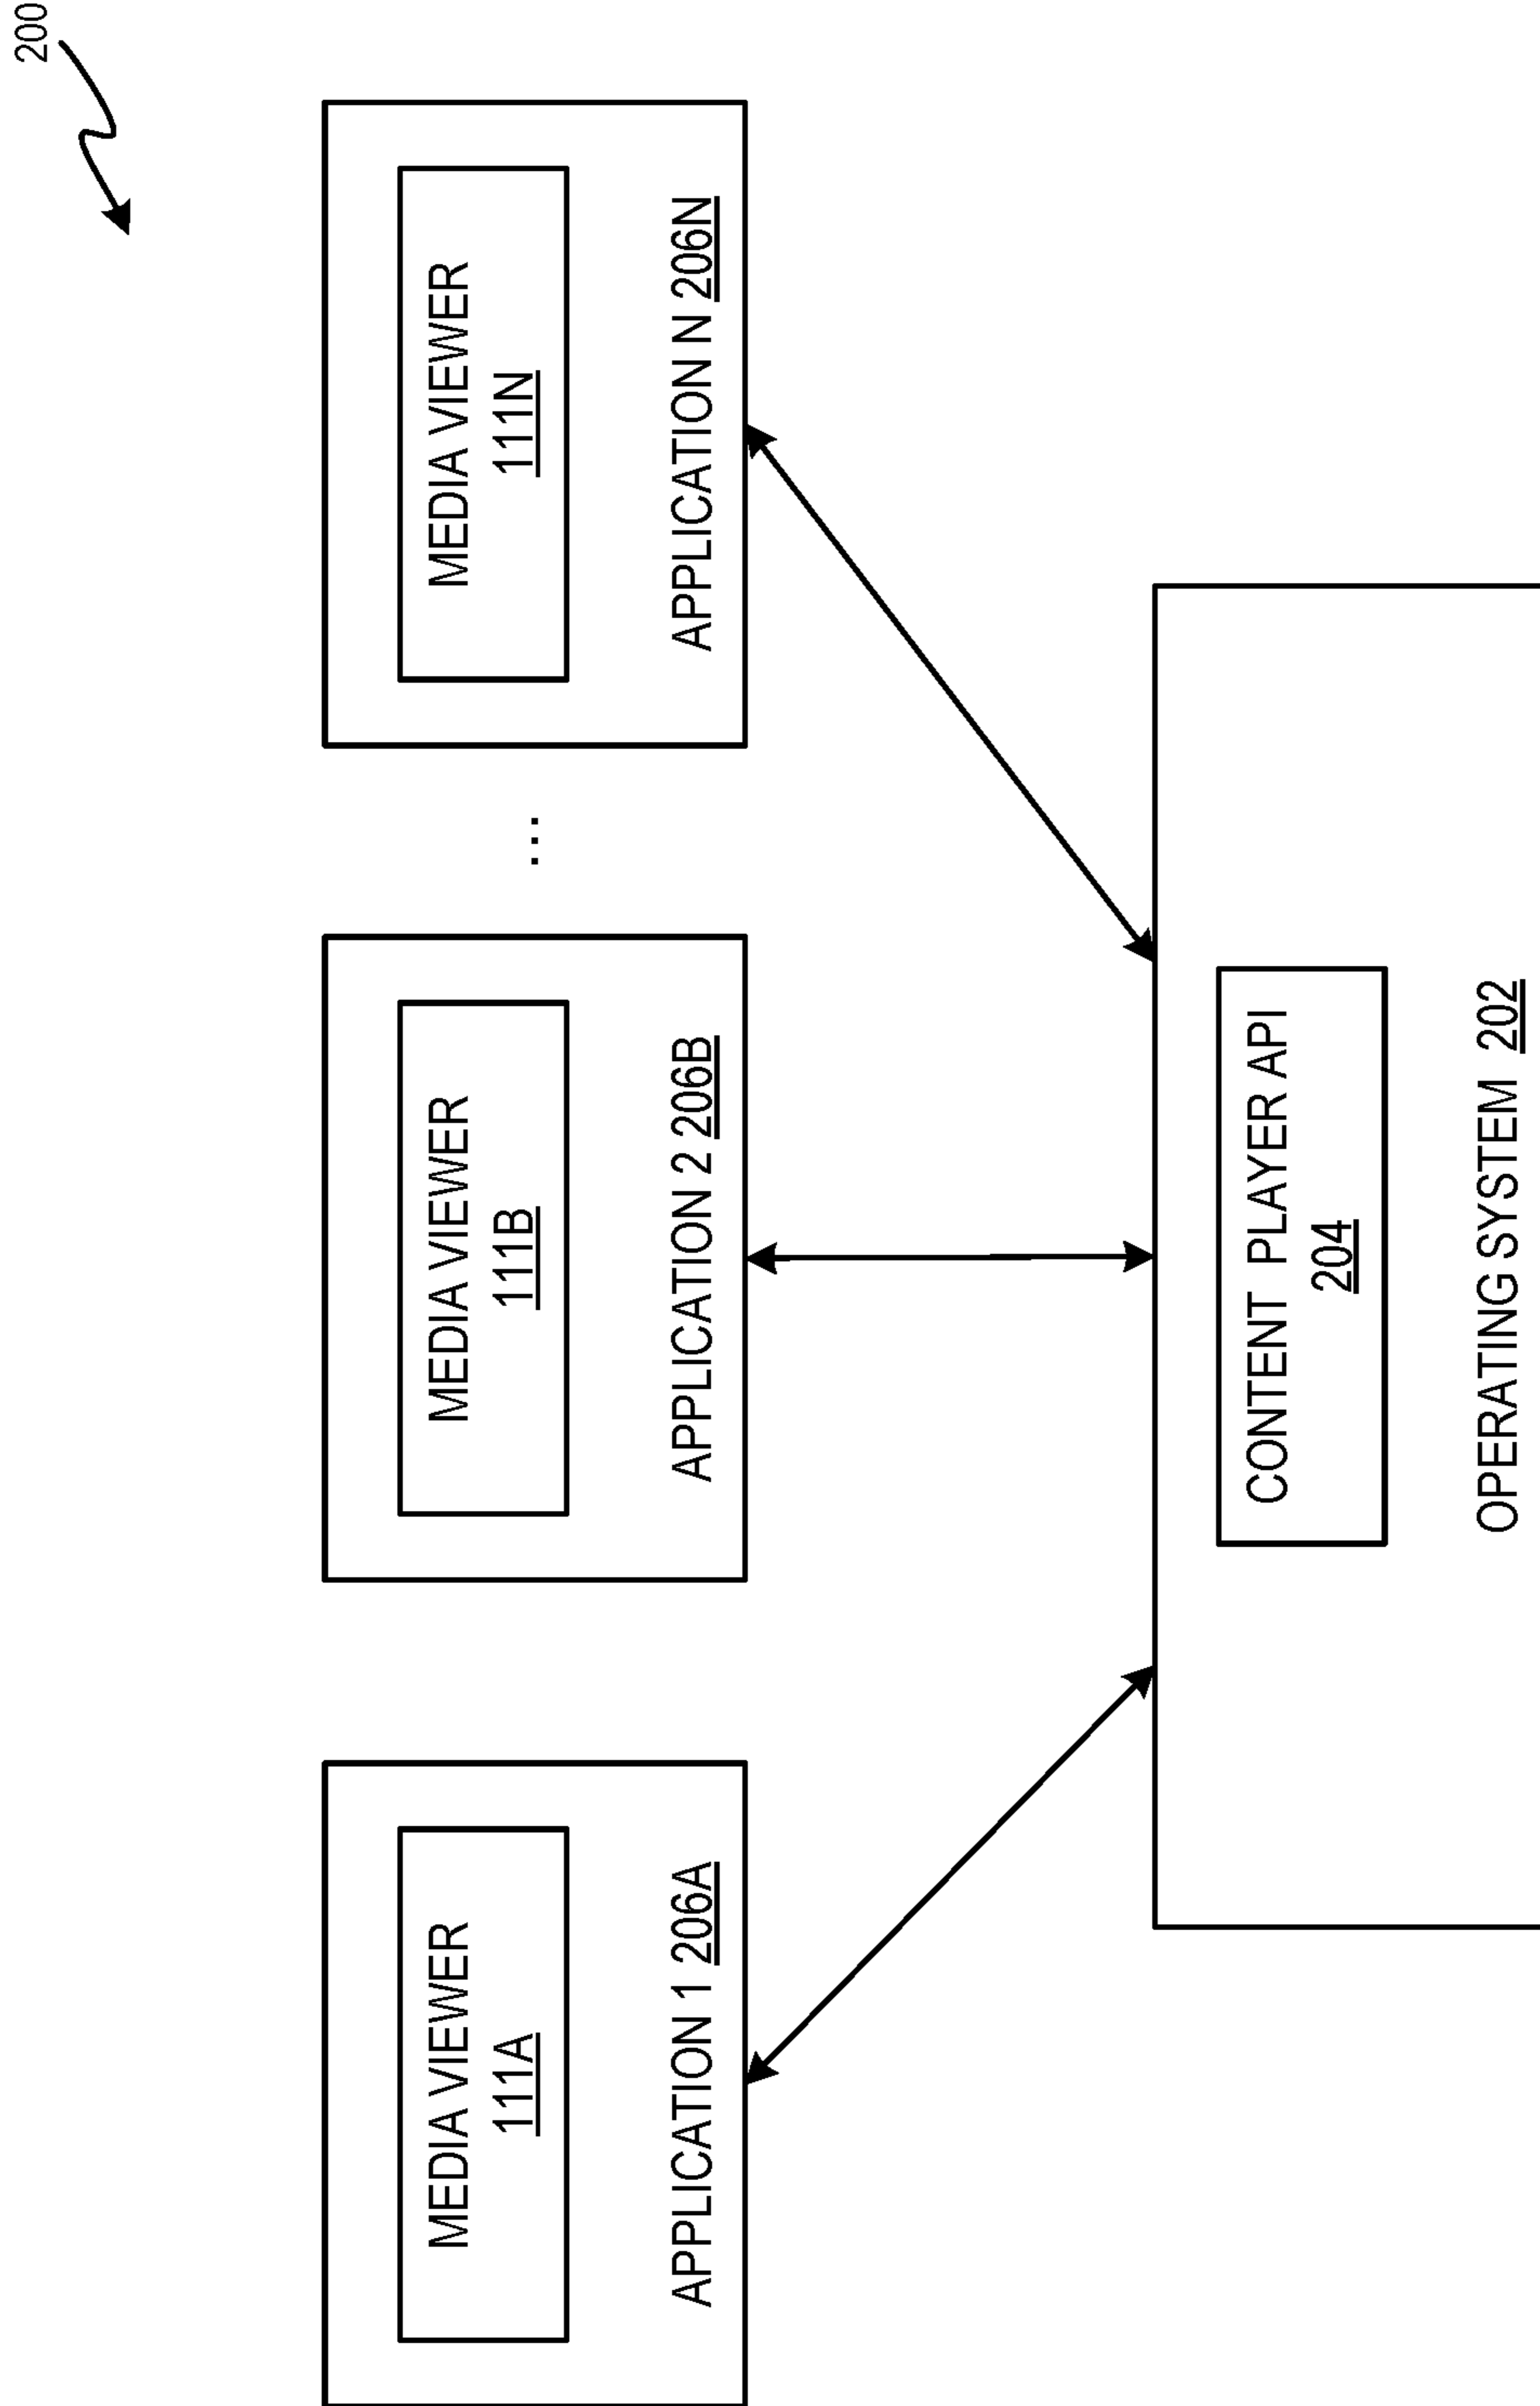 200
MEDIA VIEWER
111A
APPLICATION 1 206A
MEDIA VIEWER
111B
APPLICATION 2 206B
...
MEDIA VIEWER
111N
APPLICATION N 206N
CONTENT PLAYER API
204
OPERATING SYSTEM 202